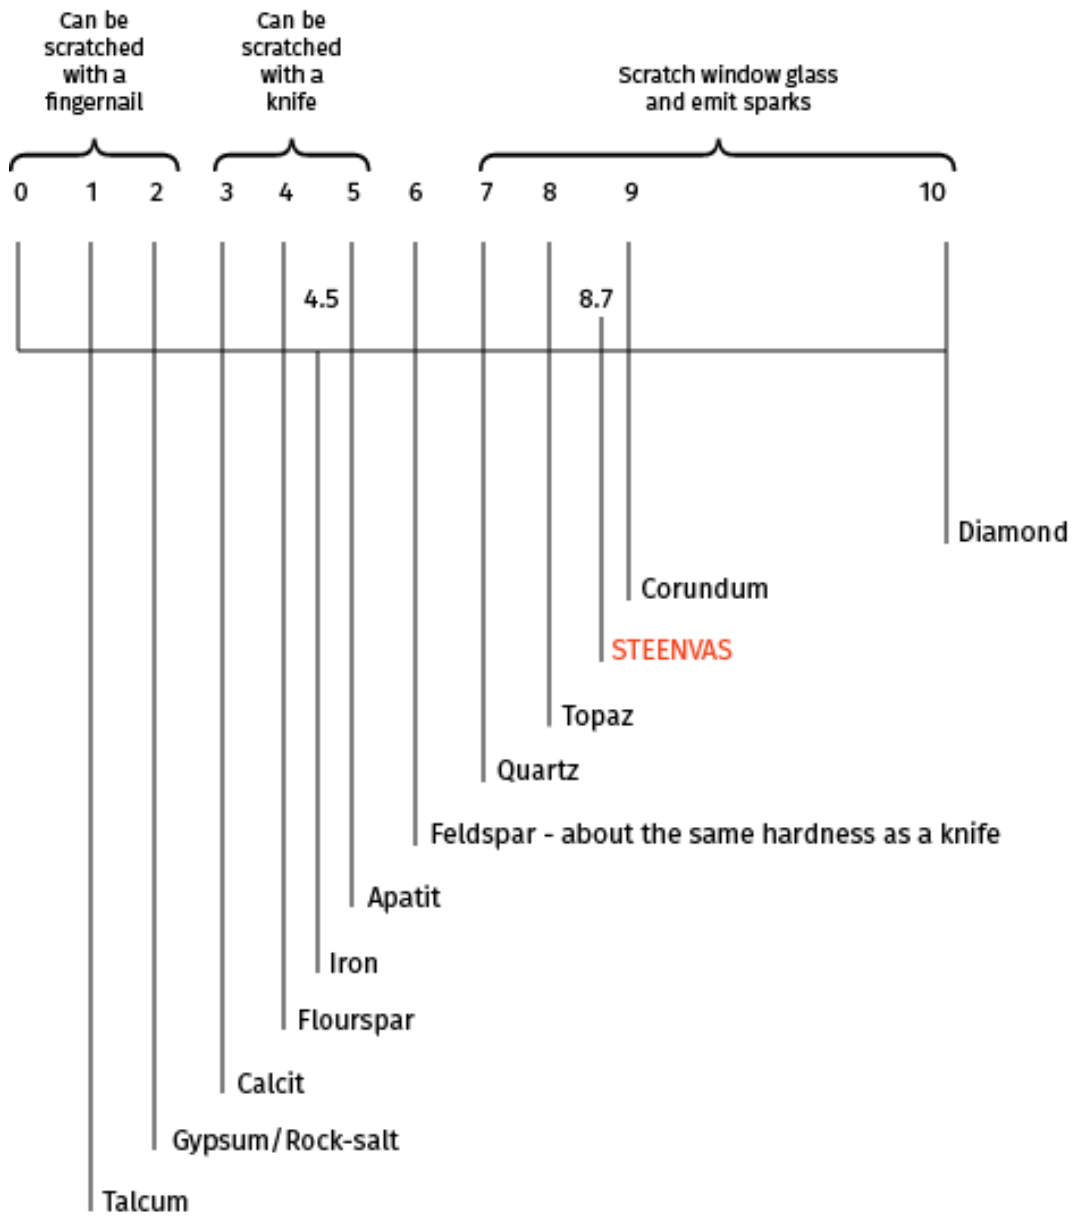 Can be
scratched
with a
fingernail
Can be
scratched
with a
knife
Scratch window glass
and emit sparks
0 1 2 3 4 5 6 7 8 9 10
4.5 8.7
Diamond
Corundum
STEENVAS
Topaz
Quartz
Feldspar - about the same hardness as a knife
Apatit
Iron
Flourspar
Calcit
Gypsum/Rock-salt
Talcum